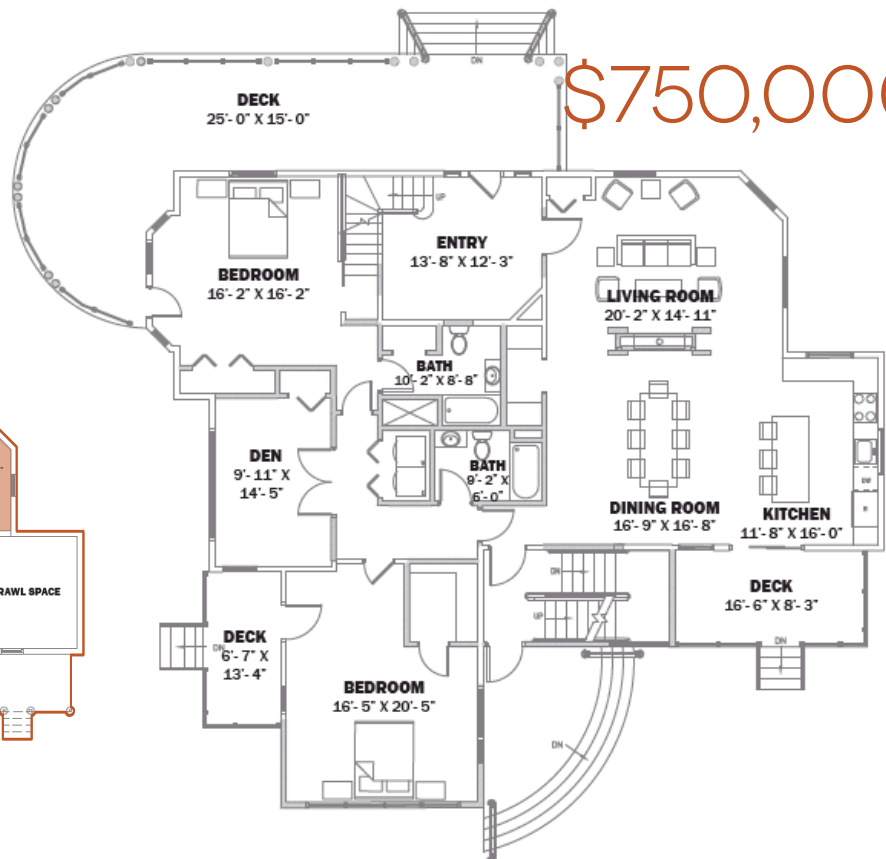 DN
DECK
25'- 0" X 15'- 0"
$750,000
UP
ENTRY
13'- 8" X 12'- 3"
BEDROOM
16'- 2" X 16'- 2"
LIVING ROOM
20'- 2" X 14'- 11"
BATH
10'- 2" X 8'- 8"
DEN
9'- 11" X
14'- 5"
BATH
9'- 2" X
6'- 0"
DW
R
DINING ROOM
16'- 9" X 16'- 8"
KITCHEN
11'- 8" X 16'- 0"
RAWL SPACE
DN
UP
DECK
16'- 6" X 8'- 3"
DN
DECK
DN
6'- 7" X
13'- 4"
BEDROOM
16'- 5" X 20'- 5"
DN